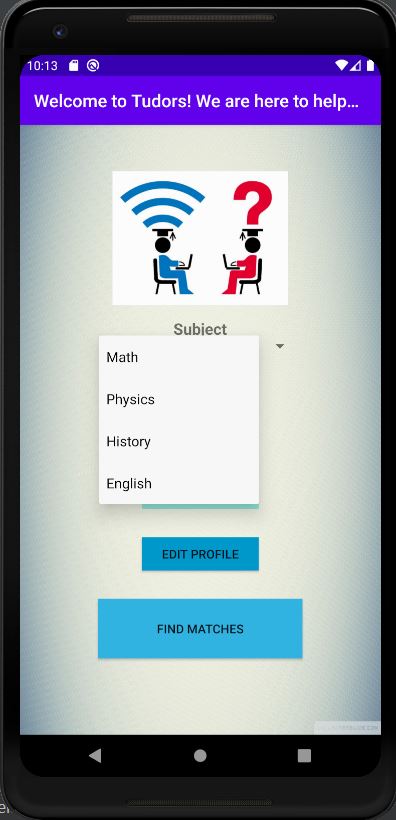 10:13
Welcome to Tudors! We are here to help...
Subject
Math
Physics
History
English
EDIT PROFILE
FIND MATCHES